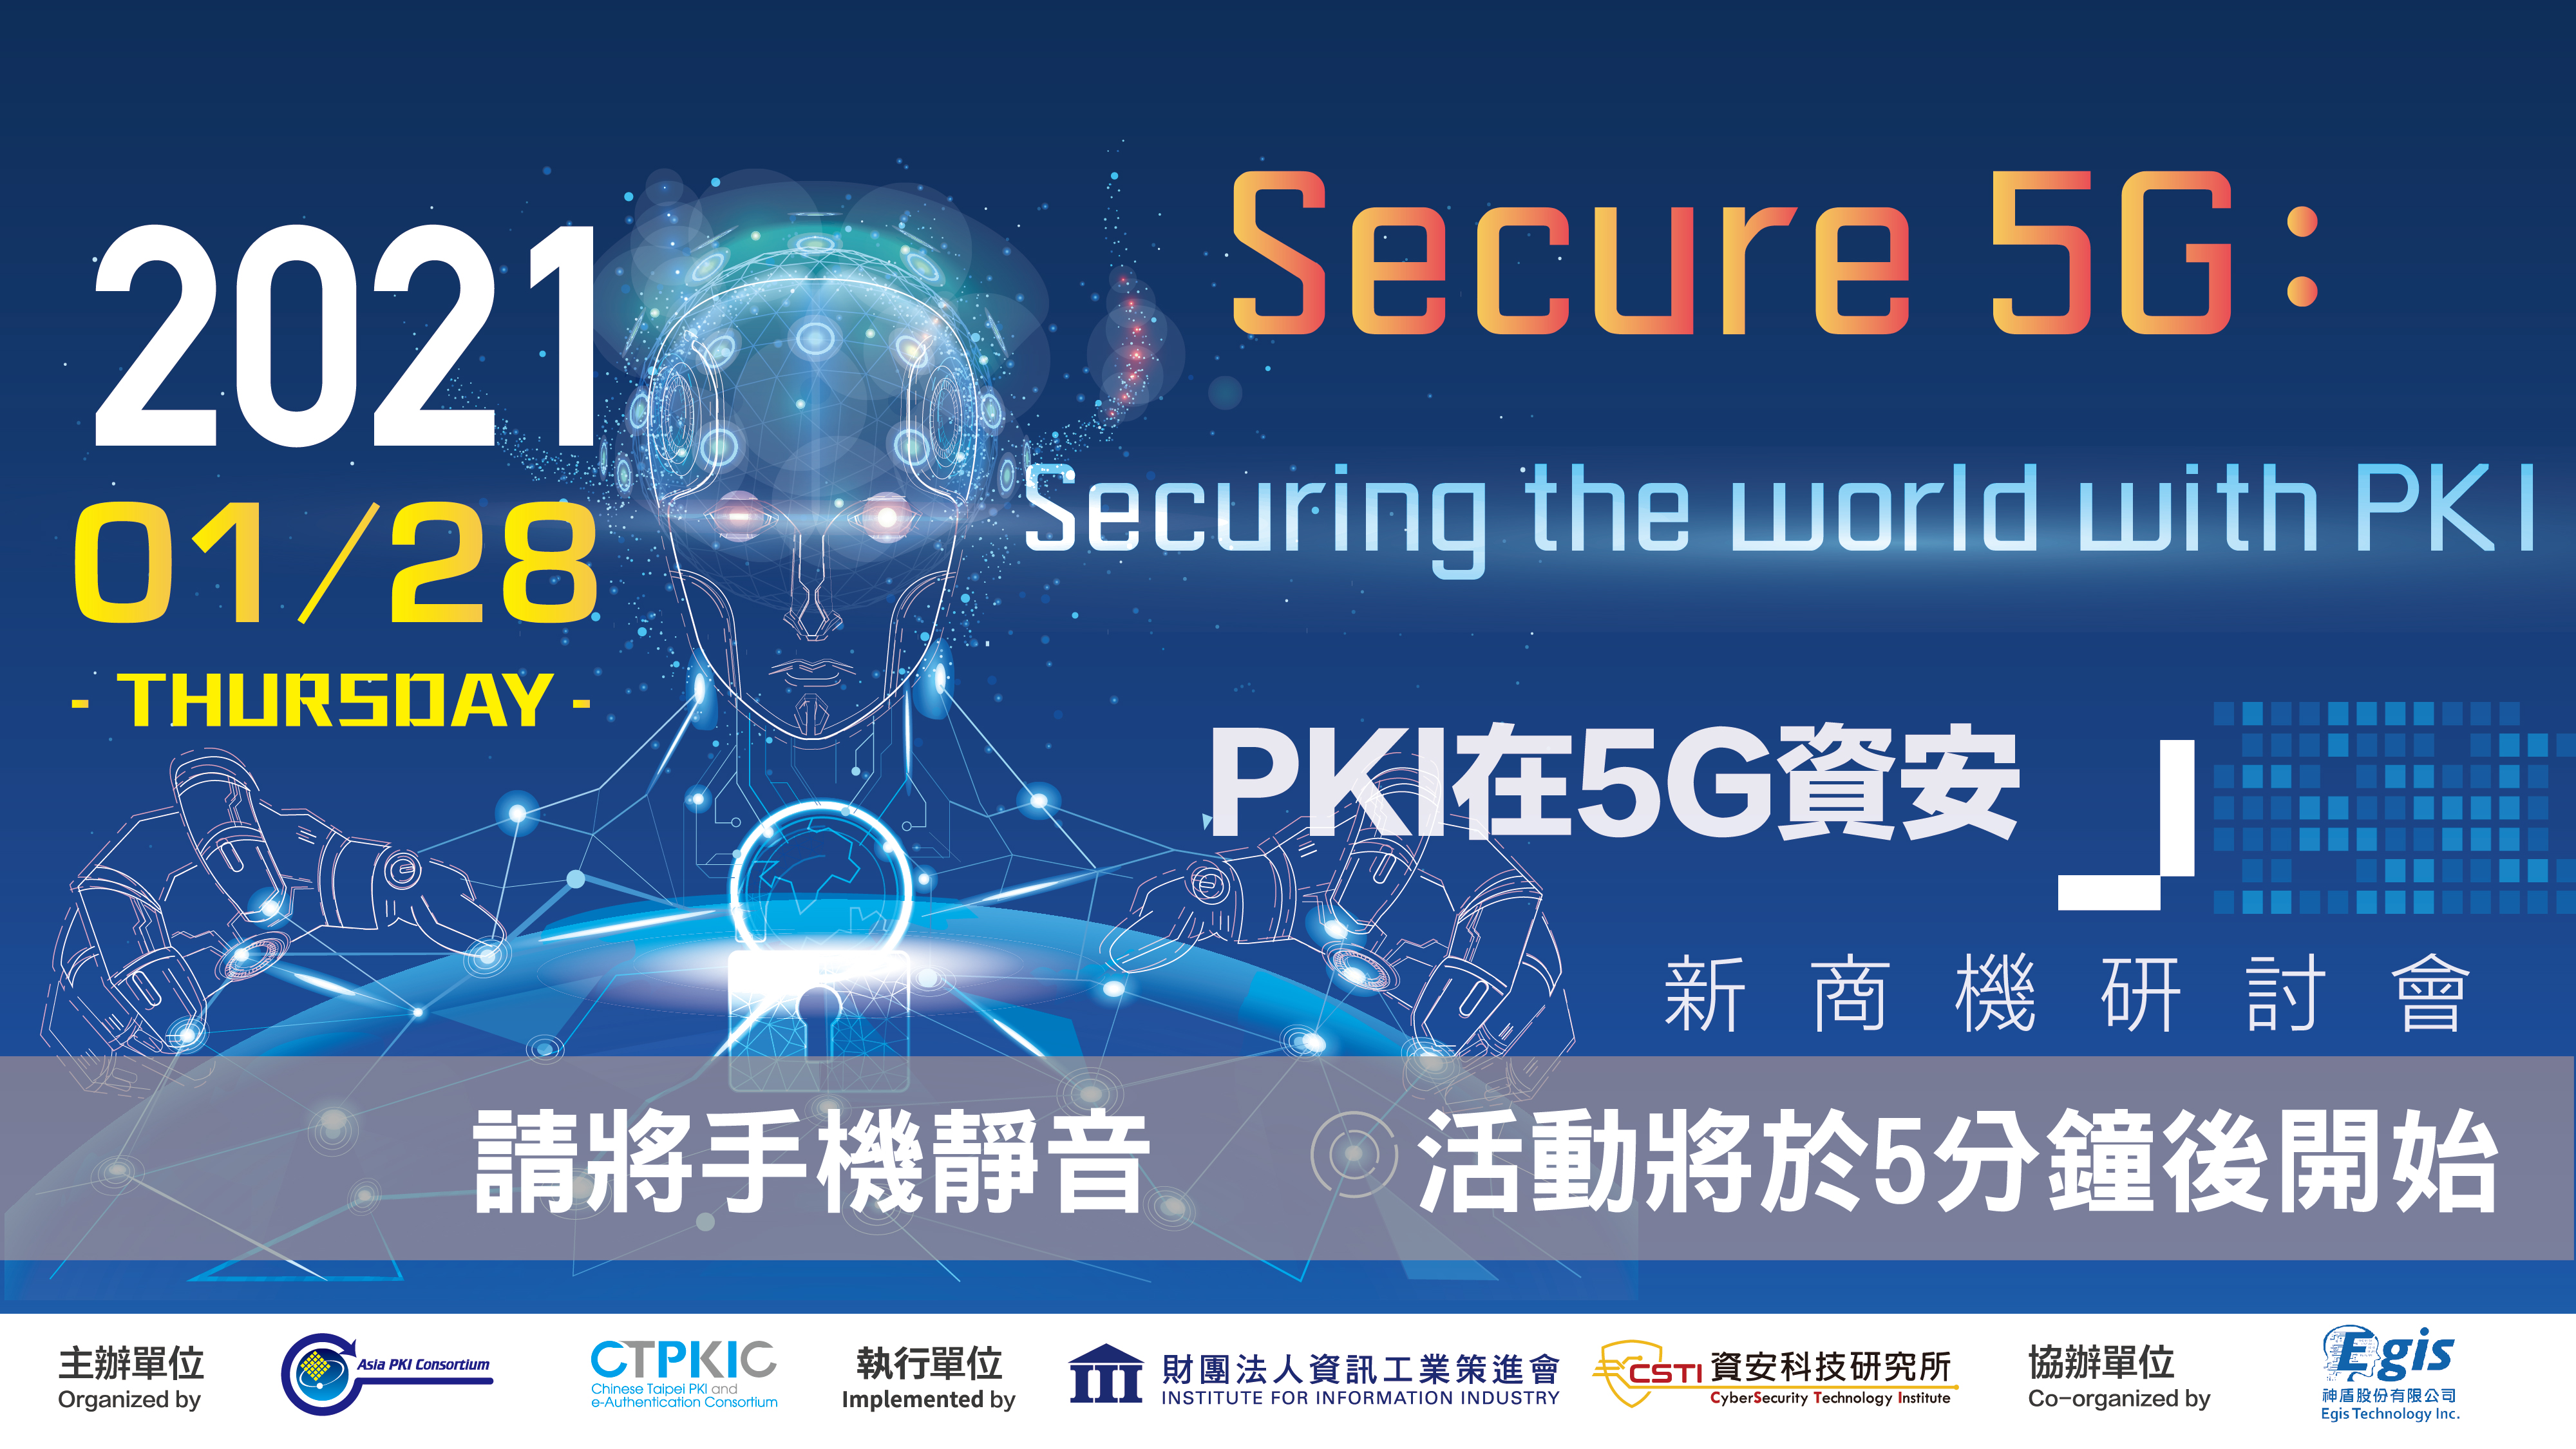 2021
01/28
- THURSDAY -
Secure 5G:
Securing the world with PKI
PKI在5G資安
新商機研討會
請將手機靜音
活動將於5分鐘後開始
主辦單位
Organized by
Asia PKI Consortium
CTPKIC
Chinese Taipei PKI and
e-Authentication Consortium
執行單位
Implemented by
財團法人資訊工業策進會
INSTITUTE FOR INFORMATION INDUSTRY
CSTI 資安科技研究所
CyberSecurity Technology Institute
協辦單位
Co-organized by
Egis
神盾股份有限公司
Egis Technology Inc.